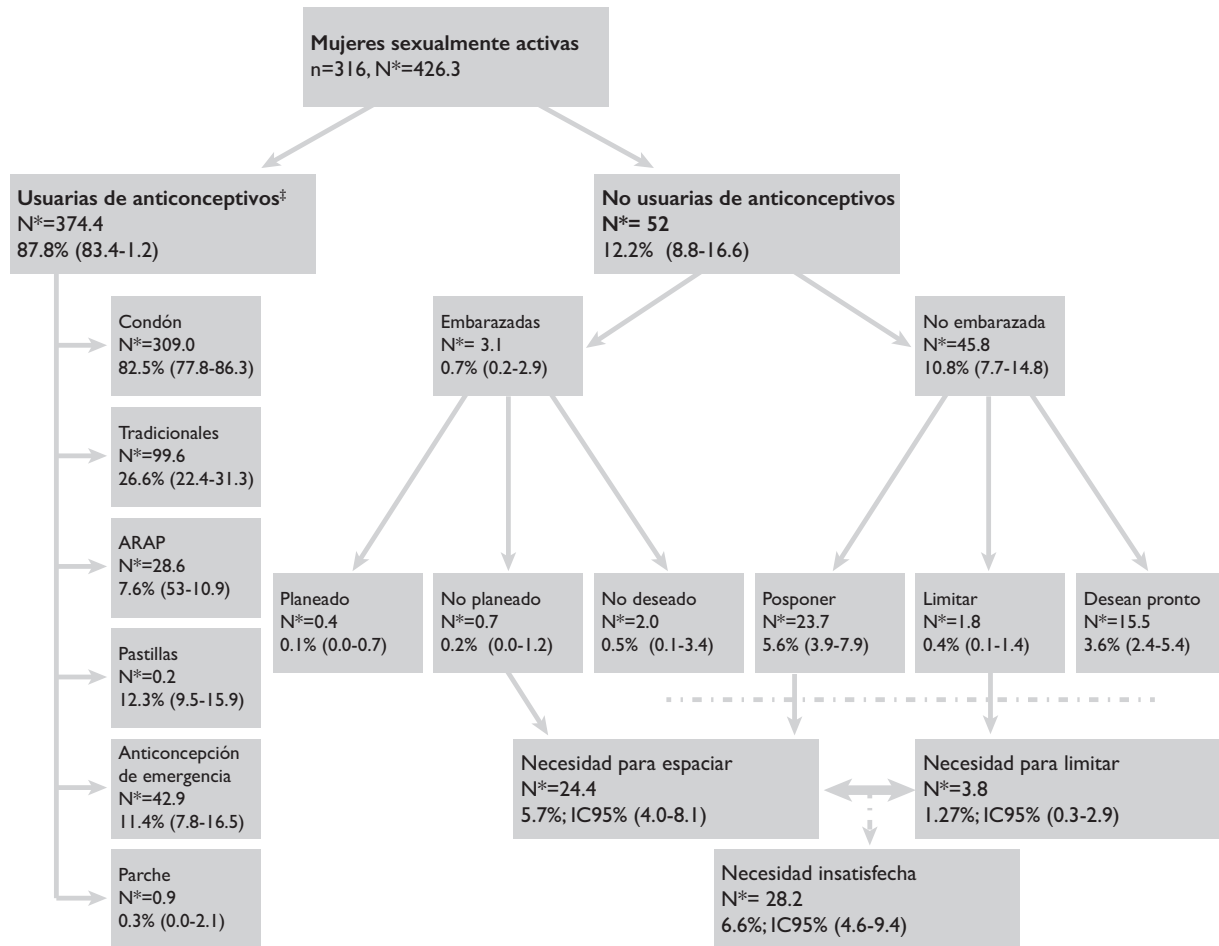 Mujeres sexualmente activas
n=316, N*=426.3
Usuarias de anticonceptivos‡
N*=374.4
87.8% (83.4-1.2)
No usuarias de anticonceptivos
N*= 52
12.2% (8.8-16.6)
Condón
N*=309.0
82.5% (77.8-86.3)
Tradicionales
N*=99.6
26.6% (22.4-31.3)
ARAP
N*=28.6
7.6% (53-10.9)
Pastillas
N*=0.2
12.3% (9.5-15.9)
Anticoncepción
de emergencia
N*=42.9
11.4% (7.8-16.5)
Parche
N*=0.9
0.3% (0.0-2.1)
Embarazadas
N*= 3.1
0.7% (0.2-2.9)
No embarazada
N*=45.8
10.8% (7.7-14.8)
Planeado
N*=0.4
0.1% (0.0-0.7)
No planeado
N*=0.7
0.2% (0.0-1.2)
No deseado
N*=2.0
0.5% (0.1-3.4)
Posponer
N*=23.7
5.6% (3.9-7.9)
Limitar
N*=1.8
0.4% (0.1-1.4)
Desean pronto
N*=15.5
3.6% (2.4-5.4)
Necesidad para espaciar
N*=24.4
5.7%; IC95% (4.0-8.1)
Necesidad para limitar
N*=3.8
1.27%; IC95% (0.3-2.9)
Necesidad insatisfecha
N*= 28.2
6.6%; IC95% (4.6-9.4)